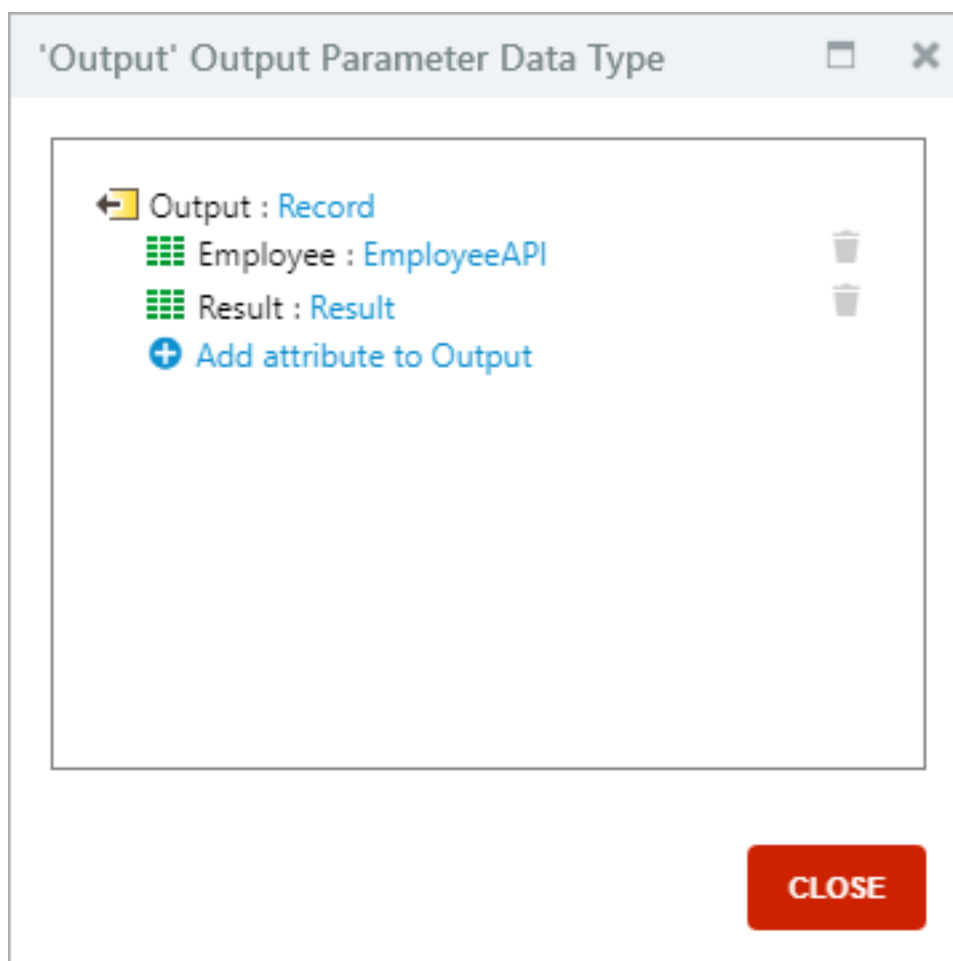 'Output' Output Parameter Data Type
Output : Record
Employee : EmployeeAPI
Result : Result
Add attribute to Output
CLOSE